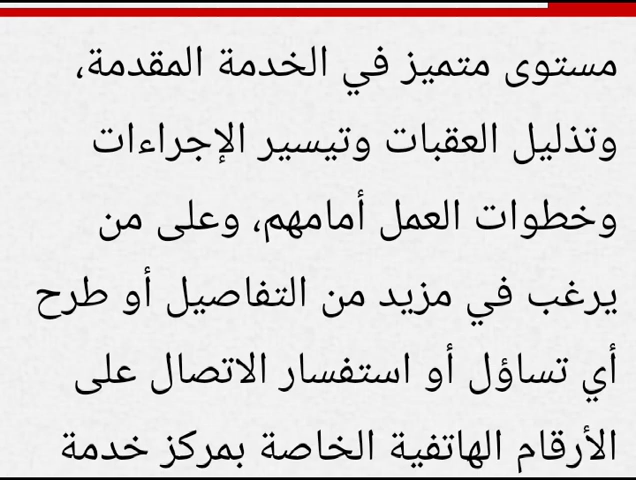 مستوى متميز في الخدمة المقدمة،
وتذليل العقبات وتيسير الإجراءات
وخطوات العمل أمامهم، وعلى من
يرغب في مزيد من التفاصيل أو طرح
أي تساؤل أو استفسار الاتصال على
الأرقام الهاتفية الخاصة بمركز خدمة